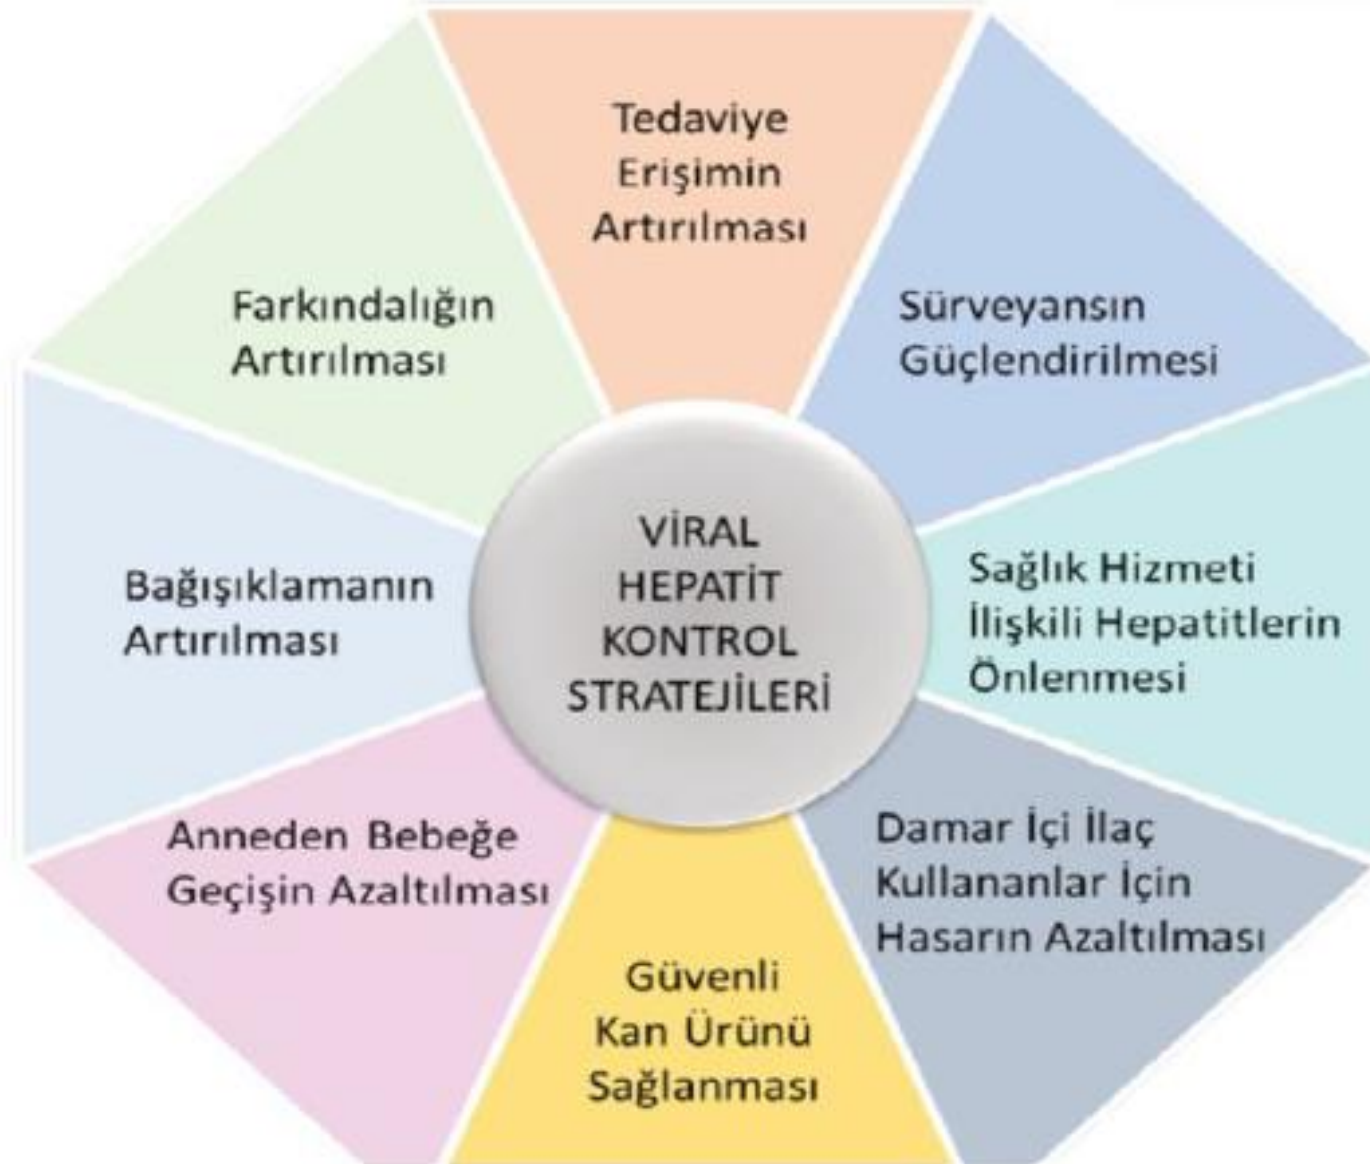 Tedaviye
Erişimin
Artırılması
Sürveyansın
Güçlendirilmesi
Sağlık Hizmeti
İlişkili Hepatitlerin
Önlenmesi
Damar İçi İlaç
Kullananlar İçin
Hasarın Azaltılması
Güvenli
Kan Ürünü
Sağlanması
Anneden Bebeğe
Geçişin Azaltılması
Bağışıklamanın
Artırılması
Farkındalığın
Artırılması
VİRAL
HEPATİT
KONTROL
STRATEJİLERİ